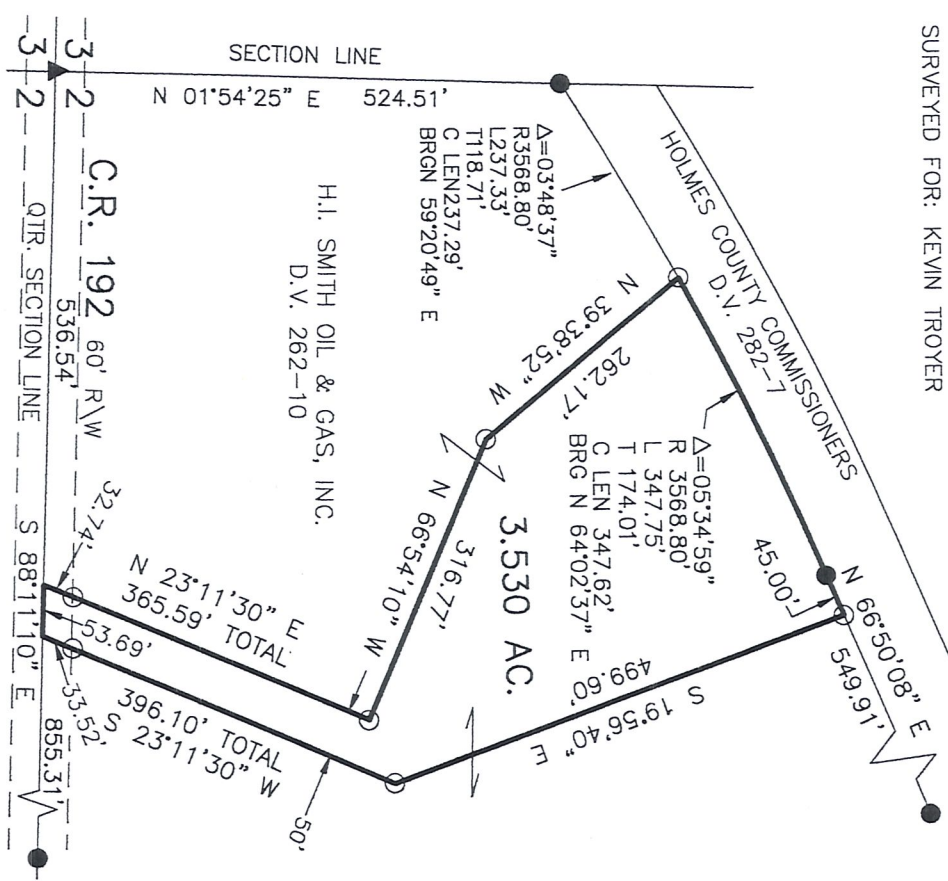 SURVEYED FOR: KEVIN TROYER
SECTION LINE
N 01°54'25" E 524.51'
HOLMES COUNTY COMMISSIONERS
D.V. 282-7
Δ=03°48'37"
R3568.80'
L237.33'
T118.71'
C LEN237.29'
BRGN 59°20'49" E
Δ=05°34'59"
R 3568.80'
L 347.75'
T 174.01'
C LEN 347.62'
BRG N 64°02'37" E
N 66°50'08" E
549.91'
45.00'
N 39°38'52" W
262.17'
H.I. SMITH OIL & GAS, INC.
D.V. 262-10
3.530 AC.
316.77'
N 66°54'10" W
S 19°56'40" E
499.60'
N 23°11'30" E
365.59' TOTAL
396.10' TOTAL
S 23°11'30" W
50'
32.74'
53.69'
33.52'
3 2
3 2
C.R. 192 60' R\W
536.54'
QTR. SECTION LINE
S 88°11'10" E
855.31'